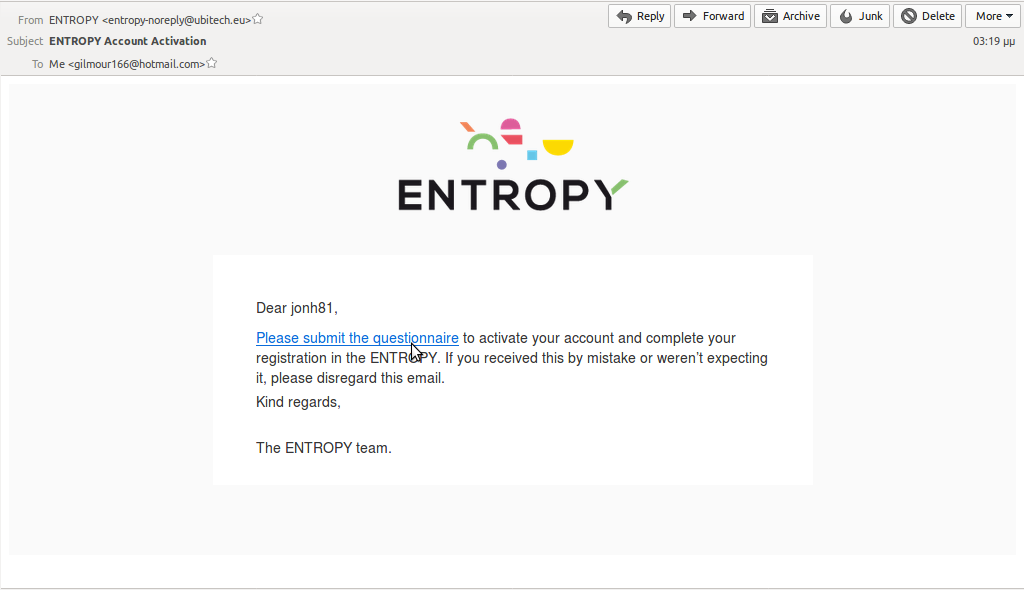 From ENTROPY <entropy-noreply@ubitech.eu>
Reply Forward Archive Junk Delete More
Subject ENTROPY Account Activation
03:19 μμ
To Me <gilmour166@hotmail.com>
ENTROPY
Dear jonh81,
Please submit the questionnaire to activate your account and complete your
registration in the ENTROPY. If you received this by mistake or weren't expecting
it, please disregard this email.
Kind regards,
The ENTROPY team.